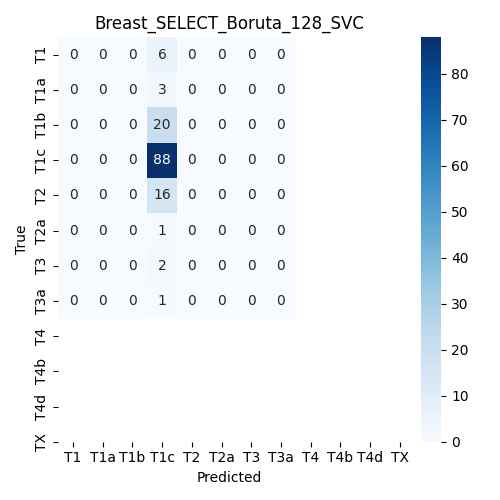 Breast_SELECT_Boruta_128_SVC
T1 0 0 0 6 0 0 0 0
T1a 0 0 0 3 0 0 0 0
T1b 0 0 0 20 0 0 0 0
T1c 0 0 0 88 0 0 0 0
T2 0 0 0 16 0 0 0 0
T2a 0 0 0 1 0 0 0 0
T3 0 0 0 2 0 0 0 0
T3a 0 0 0 1 0 0 0 0
T4
T4b
T4d
TX
True
T1 T1a T1b T1c T2 T2a T3 T3a T4 T4b T4d TX
Predicted
80
70
60
50
40
30
20
10
0